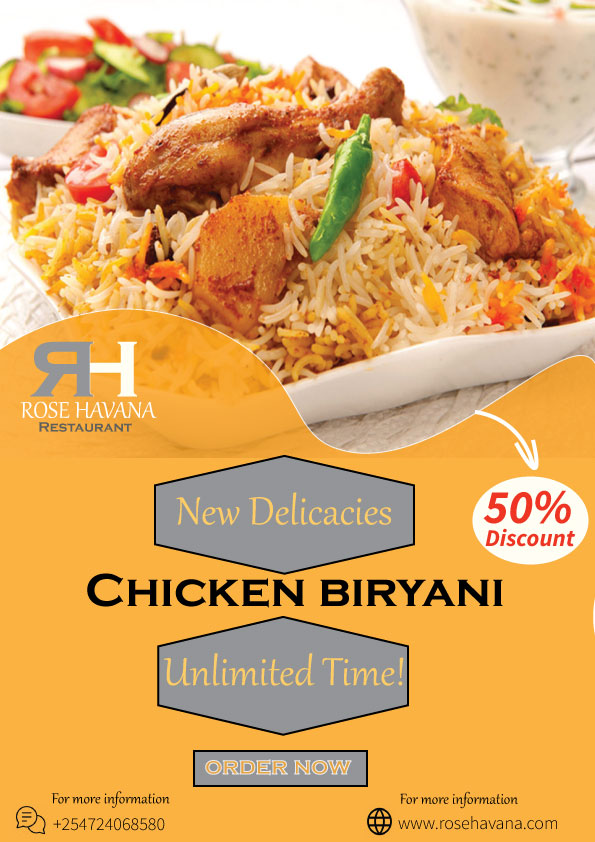 RH
ROSE HAVANA
RESTAURANT
50%
Discount
New Delicacies
CHICKEN BIRYANI
Unlimited Time!
ORDER NOW
For more information
+254724068580
For more information
www.rosehavana.com